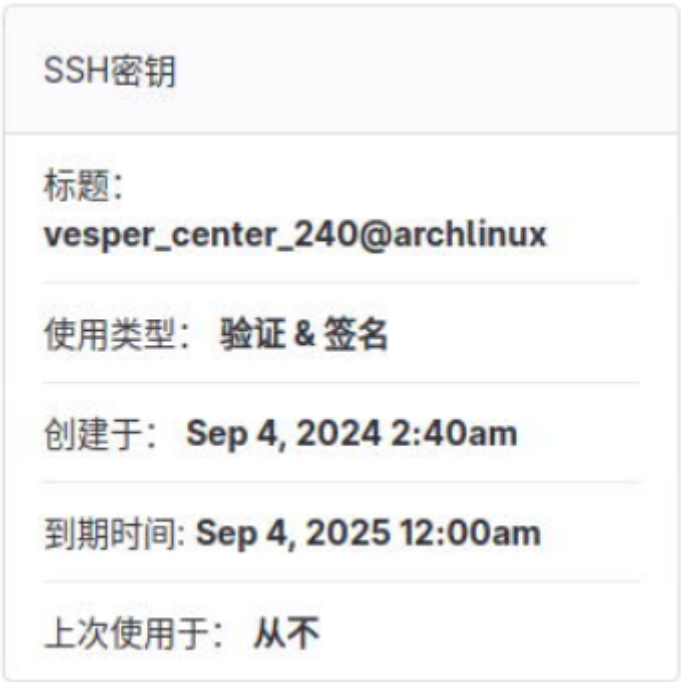 SSH密钥
标题：
vesper_center_240@archlinux
使用类型： 验证 & 签名
创建于： Sep 4, 2024 2:40am
到期时间: Sep 4, 2025 12:00am
上次使用于： 从不